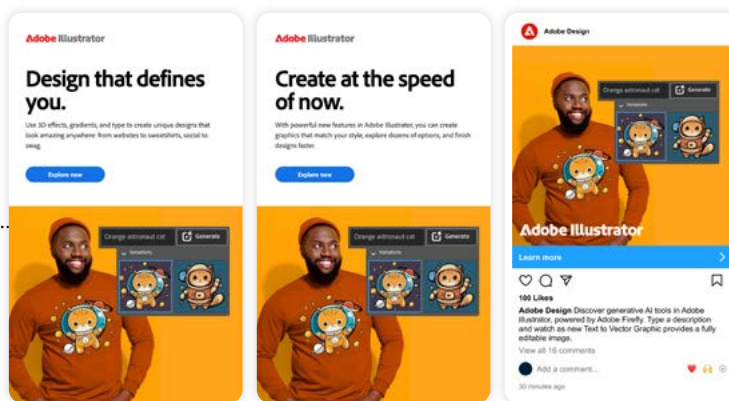 Adobe Illustrator
Design that defines
you.
Use 3D effects, gradients, and type to create unique designs that
look amazing anywhere: from websites to sweatshirts, social to
swag.
Explore now
Orange astronaut cat
Generate
Variations
Adobe Illustrator
Create at the speed
of now.
With powerful new features in Adobe Illustrator, you can create
graphics that match your style, explore dozens of options, and finish
designs faster.
Explore now
Orange astronaut cat
Generate
Variations
Adobe Design
Orange astronaut cat
Generate
Variations
Adobe Illustrator
Learn more
100 Likes
Adobe Design Discover generative AI tools in Adobe
Illustrator, powered by Adobe Firefly. Type a description
and watch as new Text to Vector Graphic provides a fully
editable image.
View all 16 comments
Add a comment...
30 minutes ago